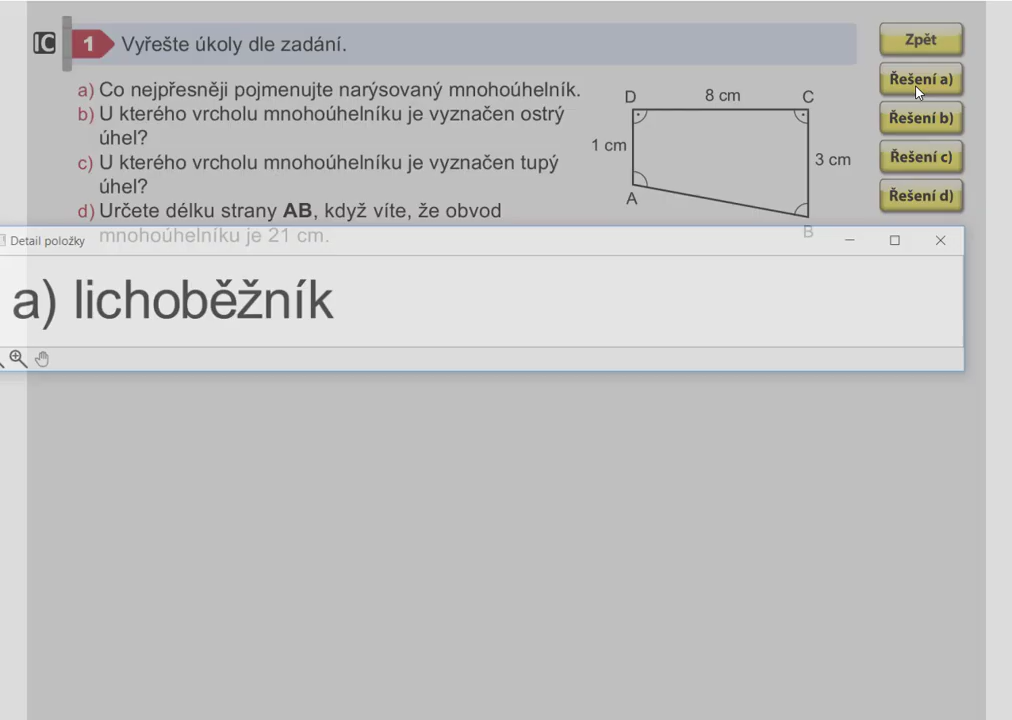 IC
1 Vyřešte úkoly dle zadání.
Zpět
Řešení a)
Řešení b)
Řešení c)
Řešení d)
a) Co nejpřesněji pojmenujte narýsovaný mnohoúhelník.
b) U kterého vrcholu mnohoúhelníku je vyznačen ostrý
úhel?
c) U kterého vrcholu mnohoúhelníku je vyznačen tupý
úhel?
d) Určete délku strany AB, když víte, že obvod
mnohoúhelníku je 21 cm.
D 8 cm C
1 cm
3 cm
A
B
Detail položky
a) lichoběžník